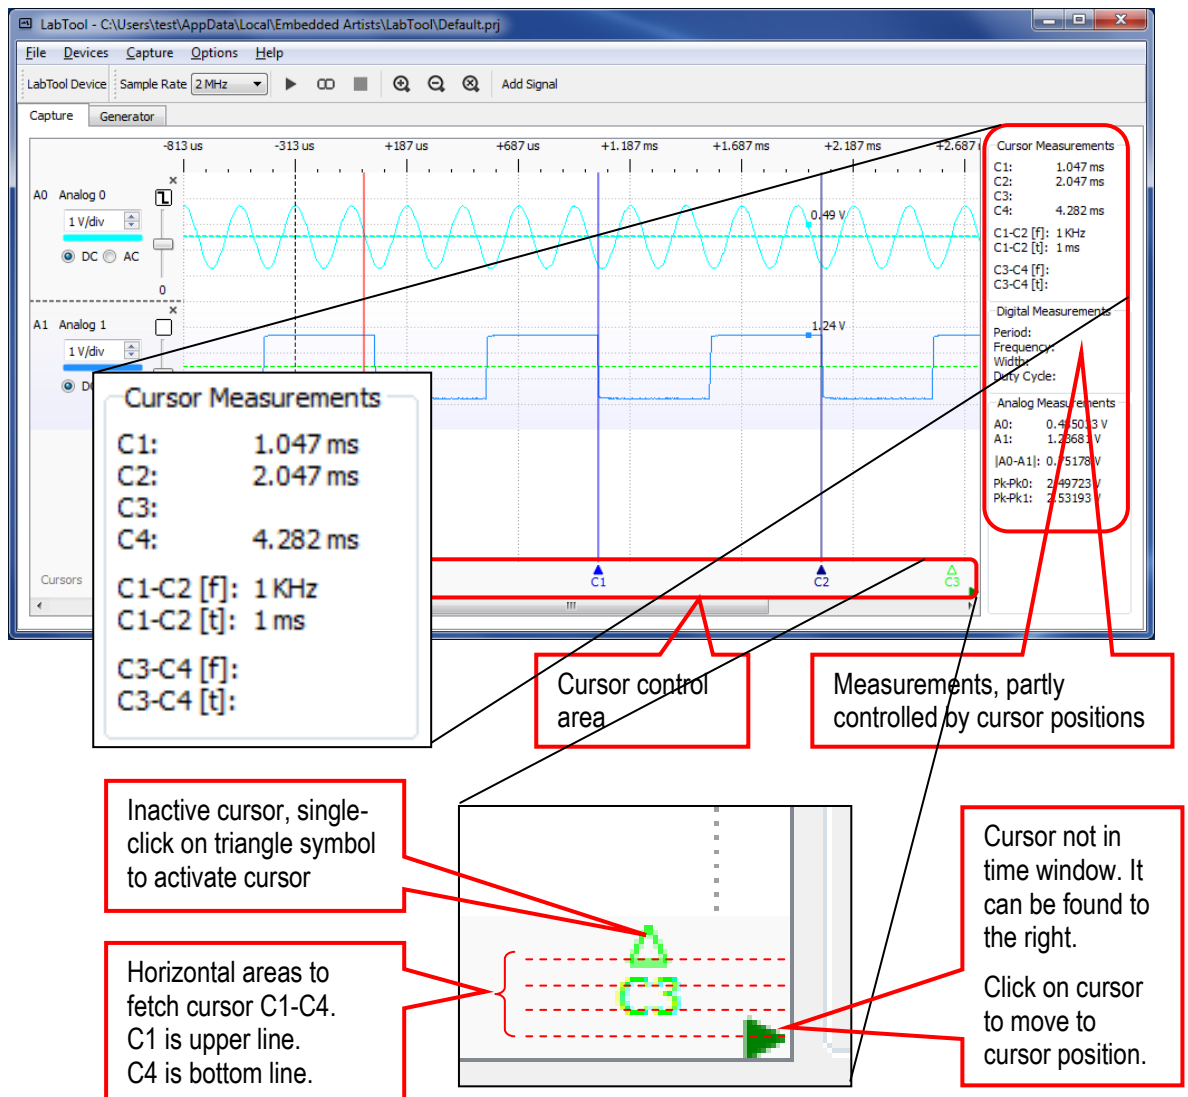 LabTool - C:\Users\test\AppData\Local\Embedded Artists\LabTool\Default.prj
File Devices Capture Options Help
LabTool Device Sample Rate 2 MHz Add Signal
Capture Generator
-813 us -313 us +187 us +687 us +1.187 ms +1.687 ms +2.187 ms +2.687
A0 Analog 0
1 V/div
DC AC
0
0.49 V
A1 Analog 1
1 V/div
1.24 V
Cursors
C1 C2 C3
Cursor Measurements
C1: 1.047 ms
C2: 2.047 ms
C3:
C4: 4.282 ms
C1-C2 [f]: 1 KHz
C1-C2 [t]: 1 ms
C3-C4 [f]:
C3-C4 [t]:
Digital Measurements
Period:
Frequency:
Width:
Duty Cycle:
Analog Measurements
A0:
A1:
|A0-A1|:
Pk-Pk0:
Pk-Pk1:
Cursor Measurements
C1: 1.047 ms
C2: 2.047 ms
C3:
C4: 4.282 ms
C1-C2 [f]: 1 KHz
C1-C2 [t]: 1 ms
C3-C4 [f]:
C3-C4 [t]:
Cursor control
area
Measurements, partly
controlled by cursor positions
Inactive cursor, single-
click on triangle symbol
to activate cursor
Horizontal areas to
fetch cursor C1-C4.
C1 is upper line.
C4 is bottom line.
C3
Cursor not in
time window. It
can be found to
the right.
Click on cursor
to move to
cursor position.